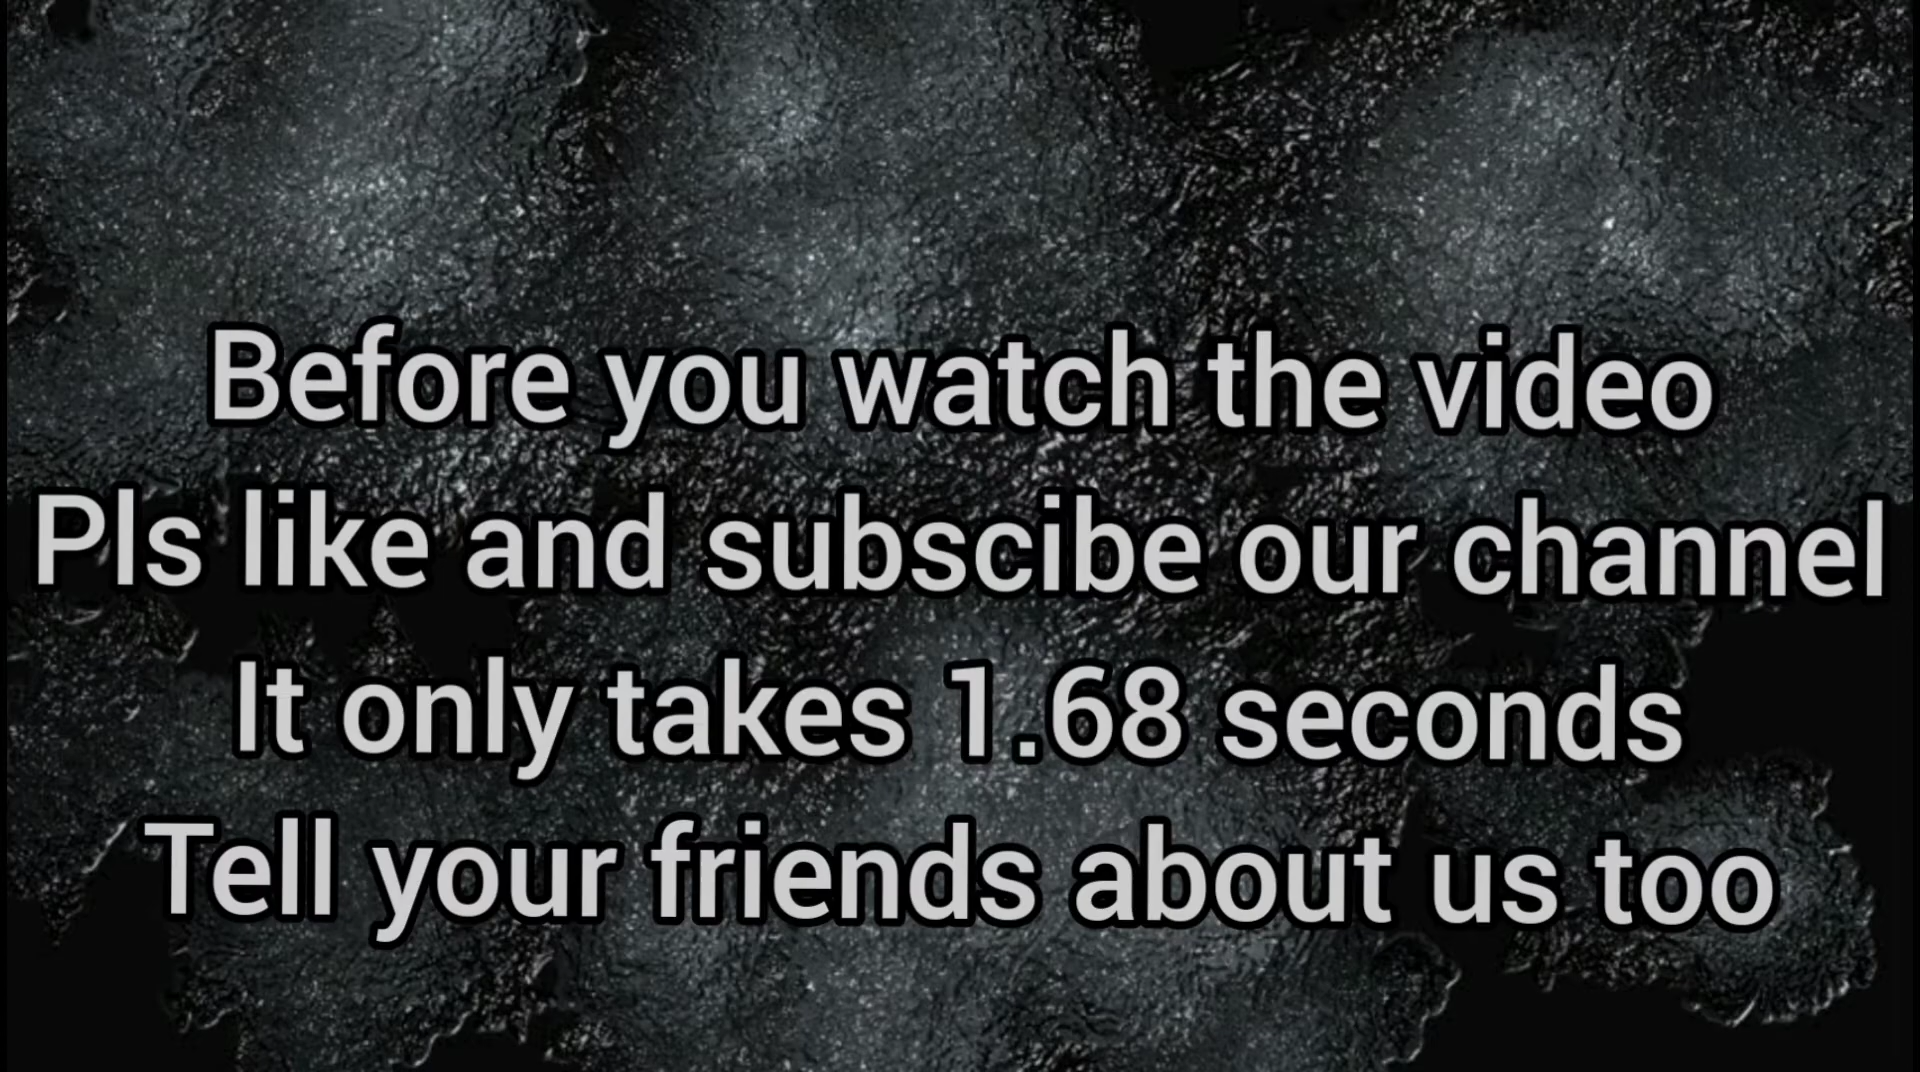 Before you watch the video
Pls like and subscibe our channel
It only takes 1.68 seconds
Tell your friends about us too